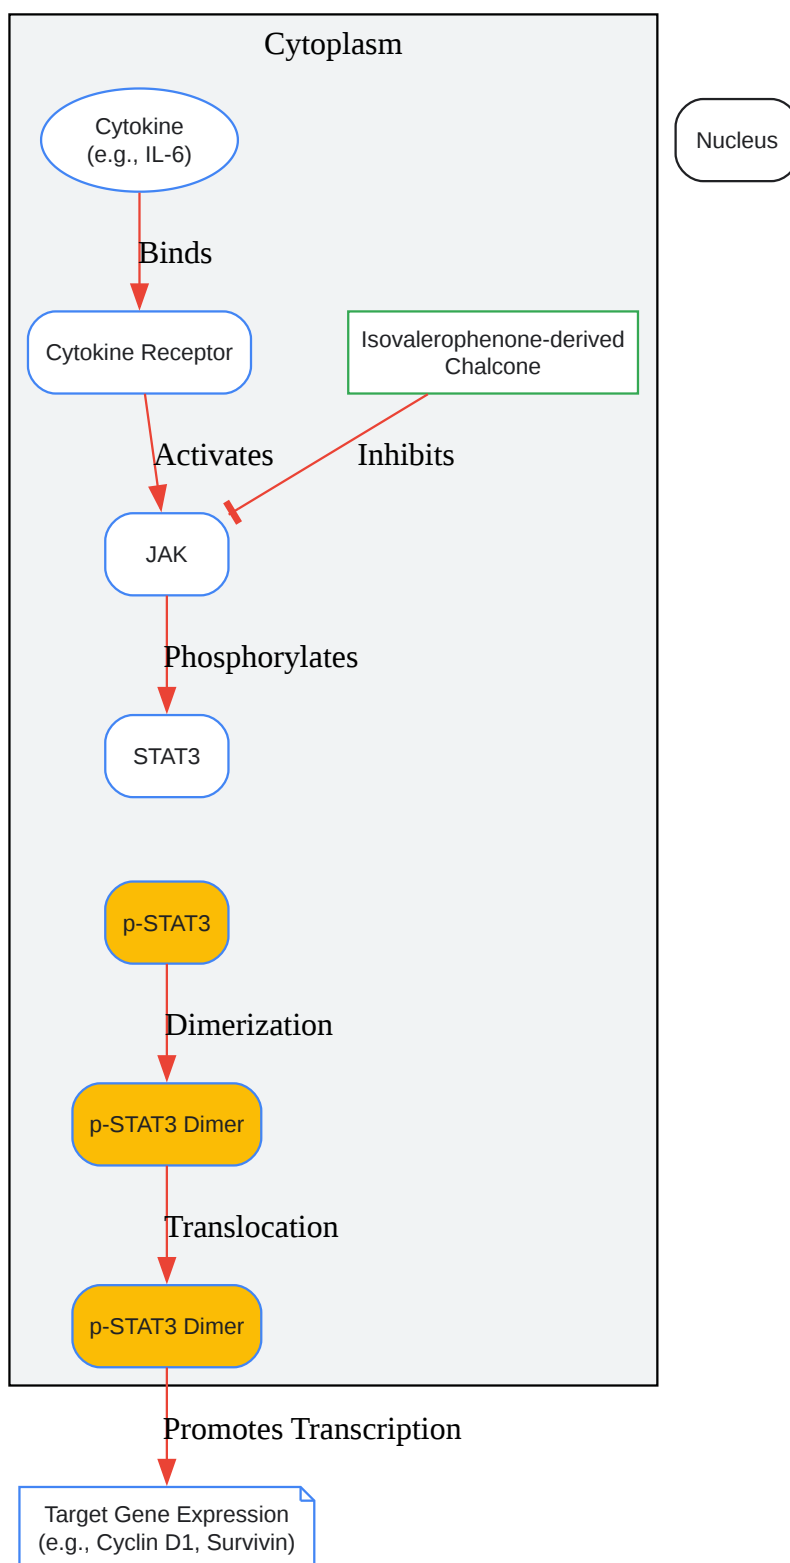 Cytoplasm
Cytokine
(e.g., IL-6)
Nucleus
Binds
Cytokine Receptor
Isovalerophenone-derived
Chalcone
Activates
Inhibits
JAK
Phosphorylates
STAT3
p-STAT3
Dimerization
p-STAT3 Dimer
Translocation
p-STAT3 Dimer
Promotes Transcription
Target Gene Expression
(e.g., Cyclin D1, Survivin)